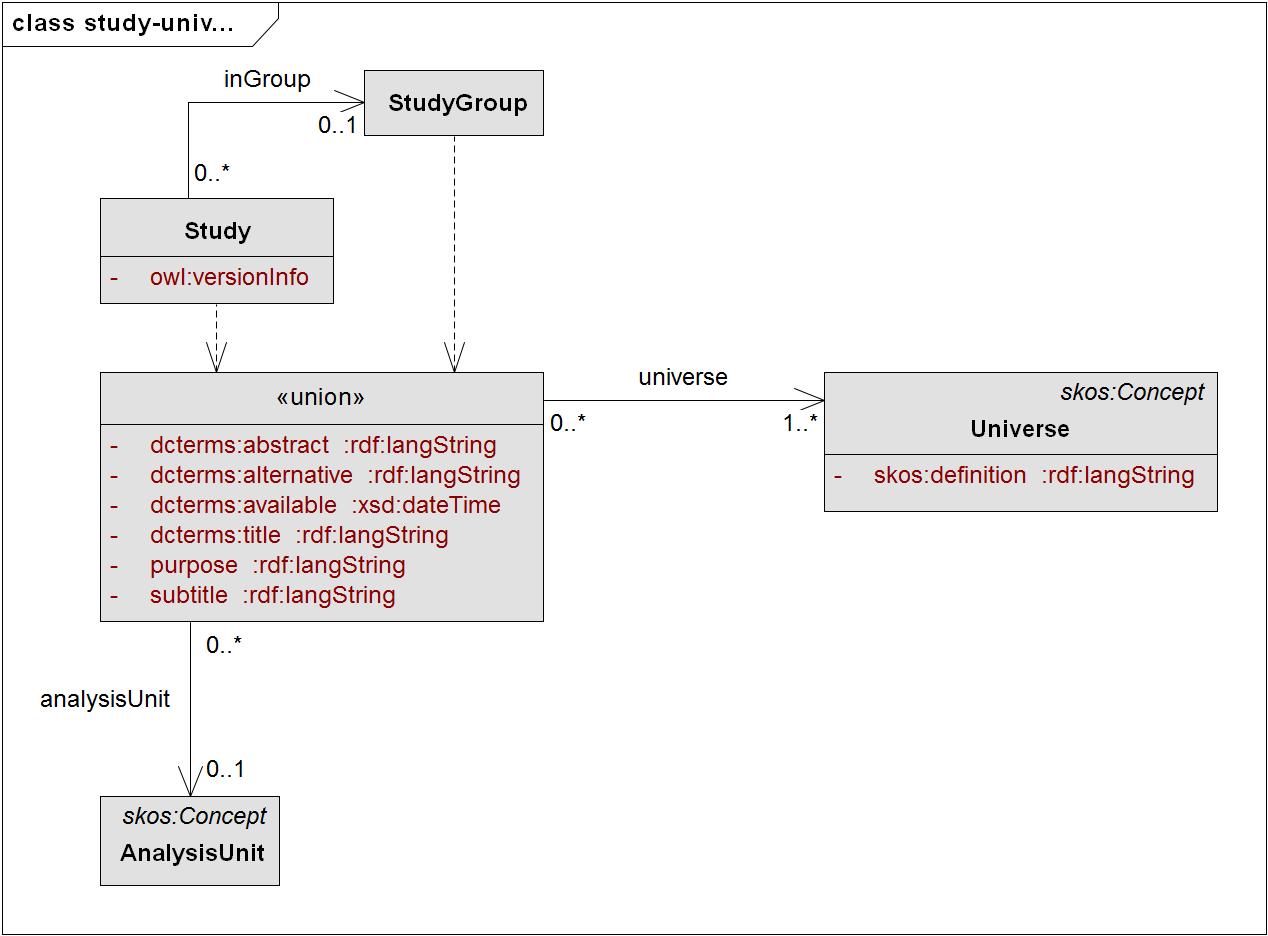 class study-univ...
inGroup
StudyGroup
0..1
0..*
Study
- owl:versionInfo
«union»
- dcterms:abstract :rdf:langString
- dcterms:alternative :rdf:langString
- dcterms:available :xsd:dateTime
- dcterms:title :rdf:langString
- purpose :rdf:langString
- subtitle :rdf:langString
universe
0..*
1..*
skos:Concept
Universe
- skos:definition :rdf:langString
0..*
analysisUnit
0..1
skos:Concept
AnalysisUnit